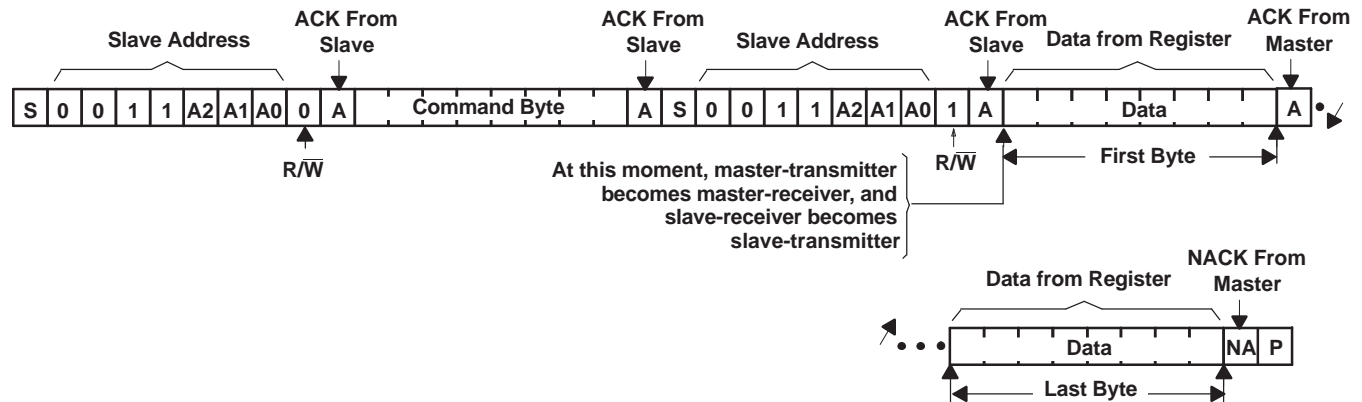 Slave Address
ACK From
Slave
ACK From
Slave
Slave Address
ACK From
Slave
Data from Register
ACK From
Master
S 0 0 1 1 A2 A1 A0 0 A Command Byte A S 0 0 1 1 A2 A1 A0 1 A Data A
R/W̅
R/W̅
First Byte
At this moment, master-transmitter
becomes master-receiver, and
slave-receiver becomes
slave-transmitter
Data from Register
NACK From
Master
Data NA P
Last Byte